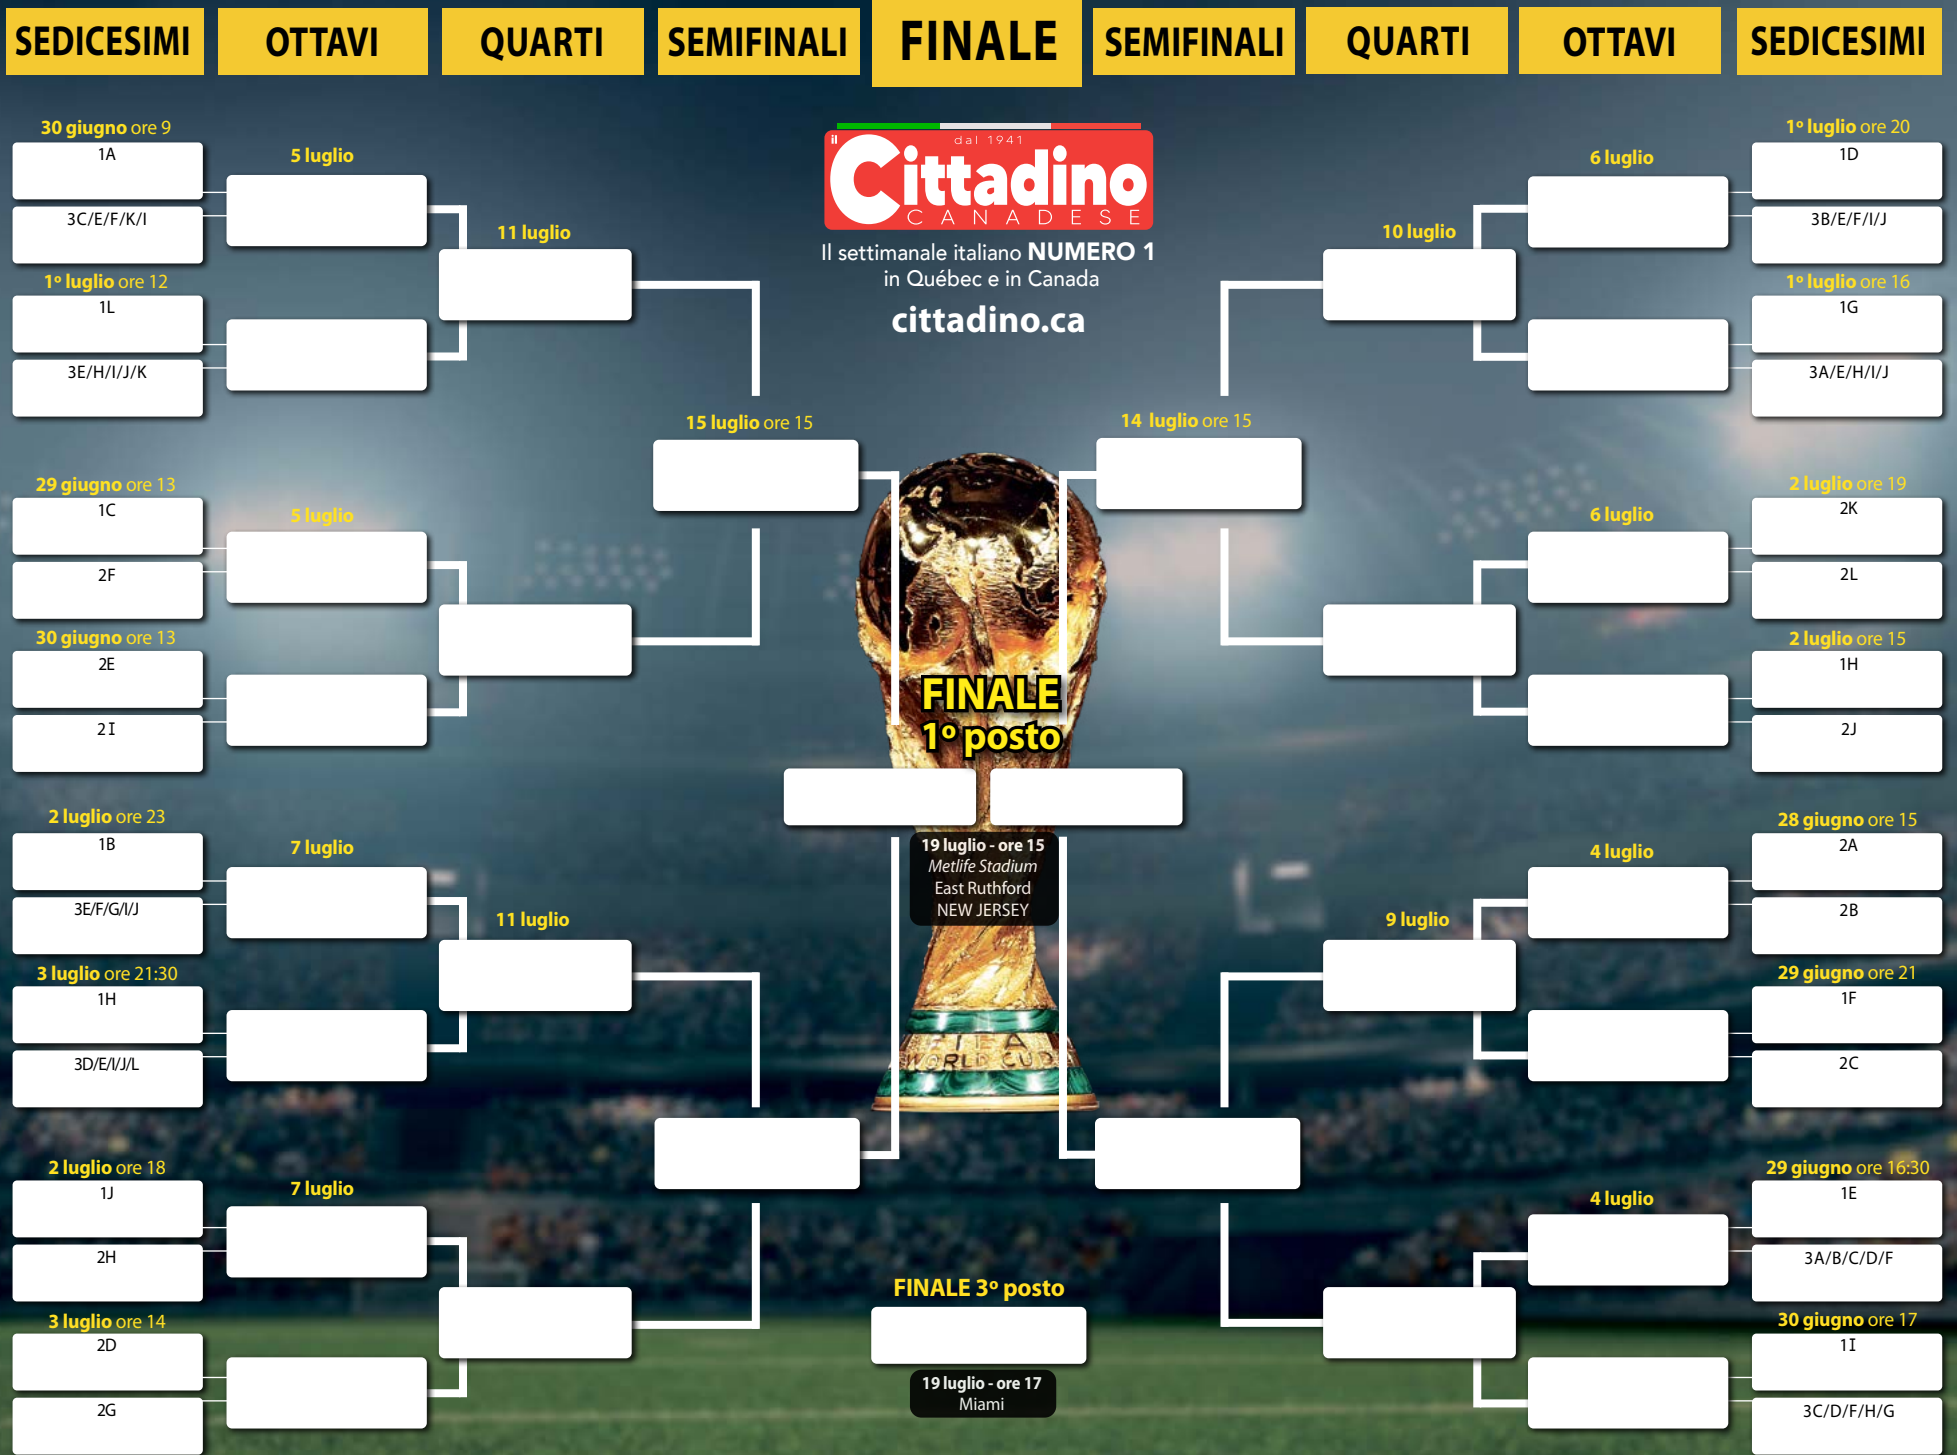 SEDICESIMI
OTTAVI
QUARTI
SEMIFINALI
FINALE
SEMIFINALI
QUARTI
OTTAVI
SEDICESIMI
30 giugno ore 9
1A
3C/E/F/K/I
1º luglio ore 12
1L
3E/H/I/J/K
29 giugno ore 13
1C
2F
30 giugno ore 13
2E
2I
2 luglio ore 23
1B
3E/F/G/I/J
3 luglio ore 21:30
1H
3D/E/I/J/L
2 luglio ore 18
1J
2H
3 luglio ore 14
2D
2G
5 luglio
5 luglio
7 luglio
7 luglio
11 luglio
11 luglio
15 luglio ore 15
il
dal 1941
Cittadino
CANADESE
Il settimanale italiano NUMERO 1
in Québec e in Canada
cittadino.ca
FINALE
1º posto
19 luglio - ore 15
Metlife Stadium
East Ruthford
NEW JERSEY
FIFA
WORLD CUP
FINALE 3º posto
19 luglio - ore 17
Miami
14 luglio ore 15
10 luglio
9 luglio
6 luglio
6 luglio
4 luglio
4 luglio
1º luglio ore 20
1D
3B/E/F/I/J
1º luglio ore 16
1G
3A/E/H/I/J
2 luglio ore 19
2K
2L
2 luglio ore 15
1H
2J
28 giugno ore 15
2A
2B
29 giugno ore 21
1F
2C
29 giugno ore 16:30
1E
3A/B/C/D/F
30 giugno ore 17
1I
3C/D/F/H/G